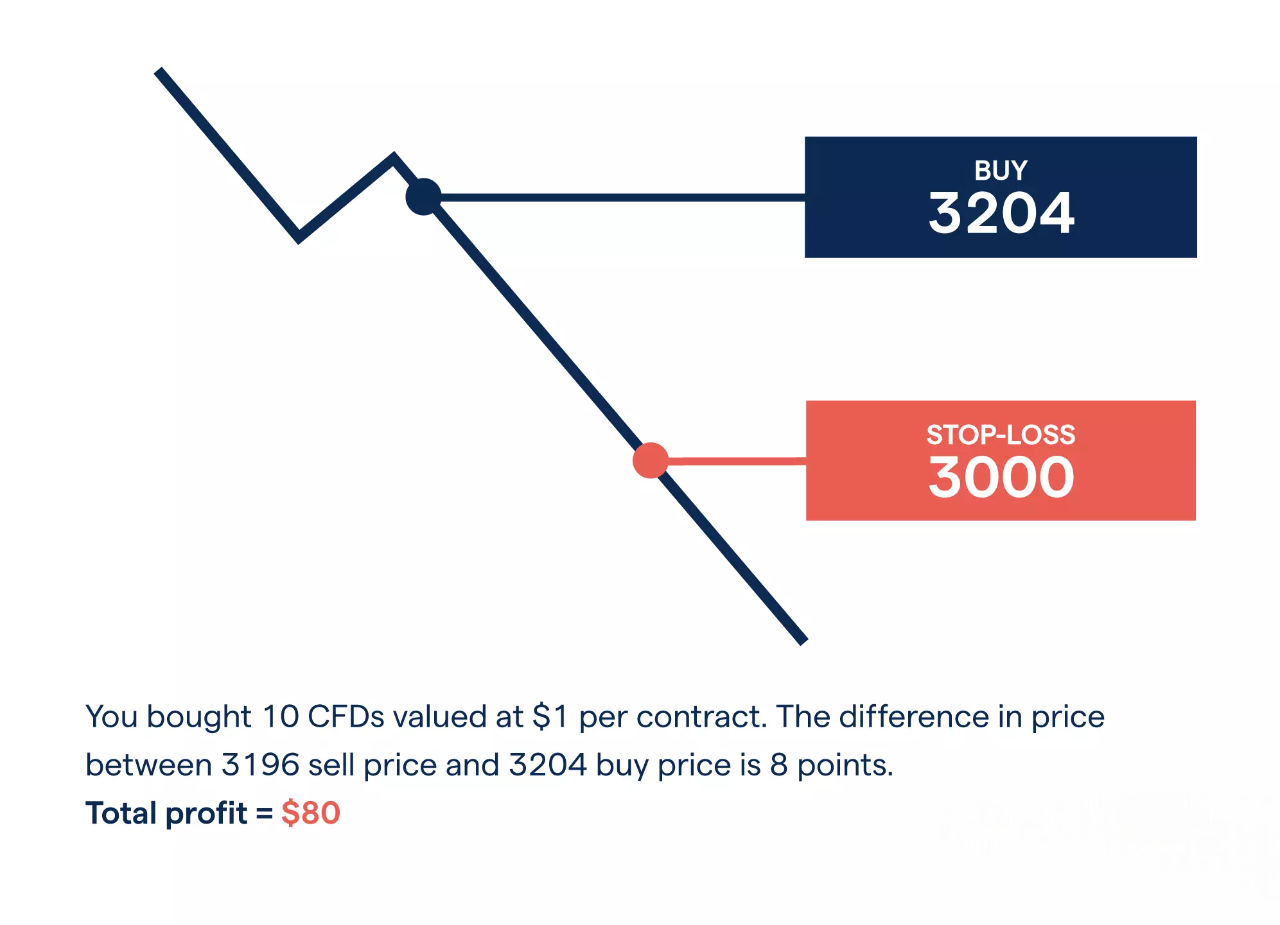 BUY
3204
STOP-LOSS
3000
You bought 10 CFDs valued at $1 per contract. The difference in price
between 3196 sell price and 3204 buy price is 8 points.
Total profit = $80